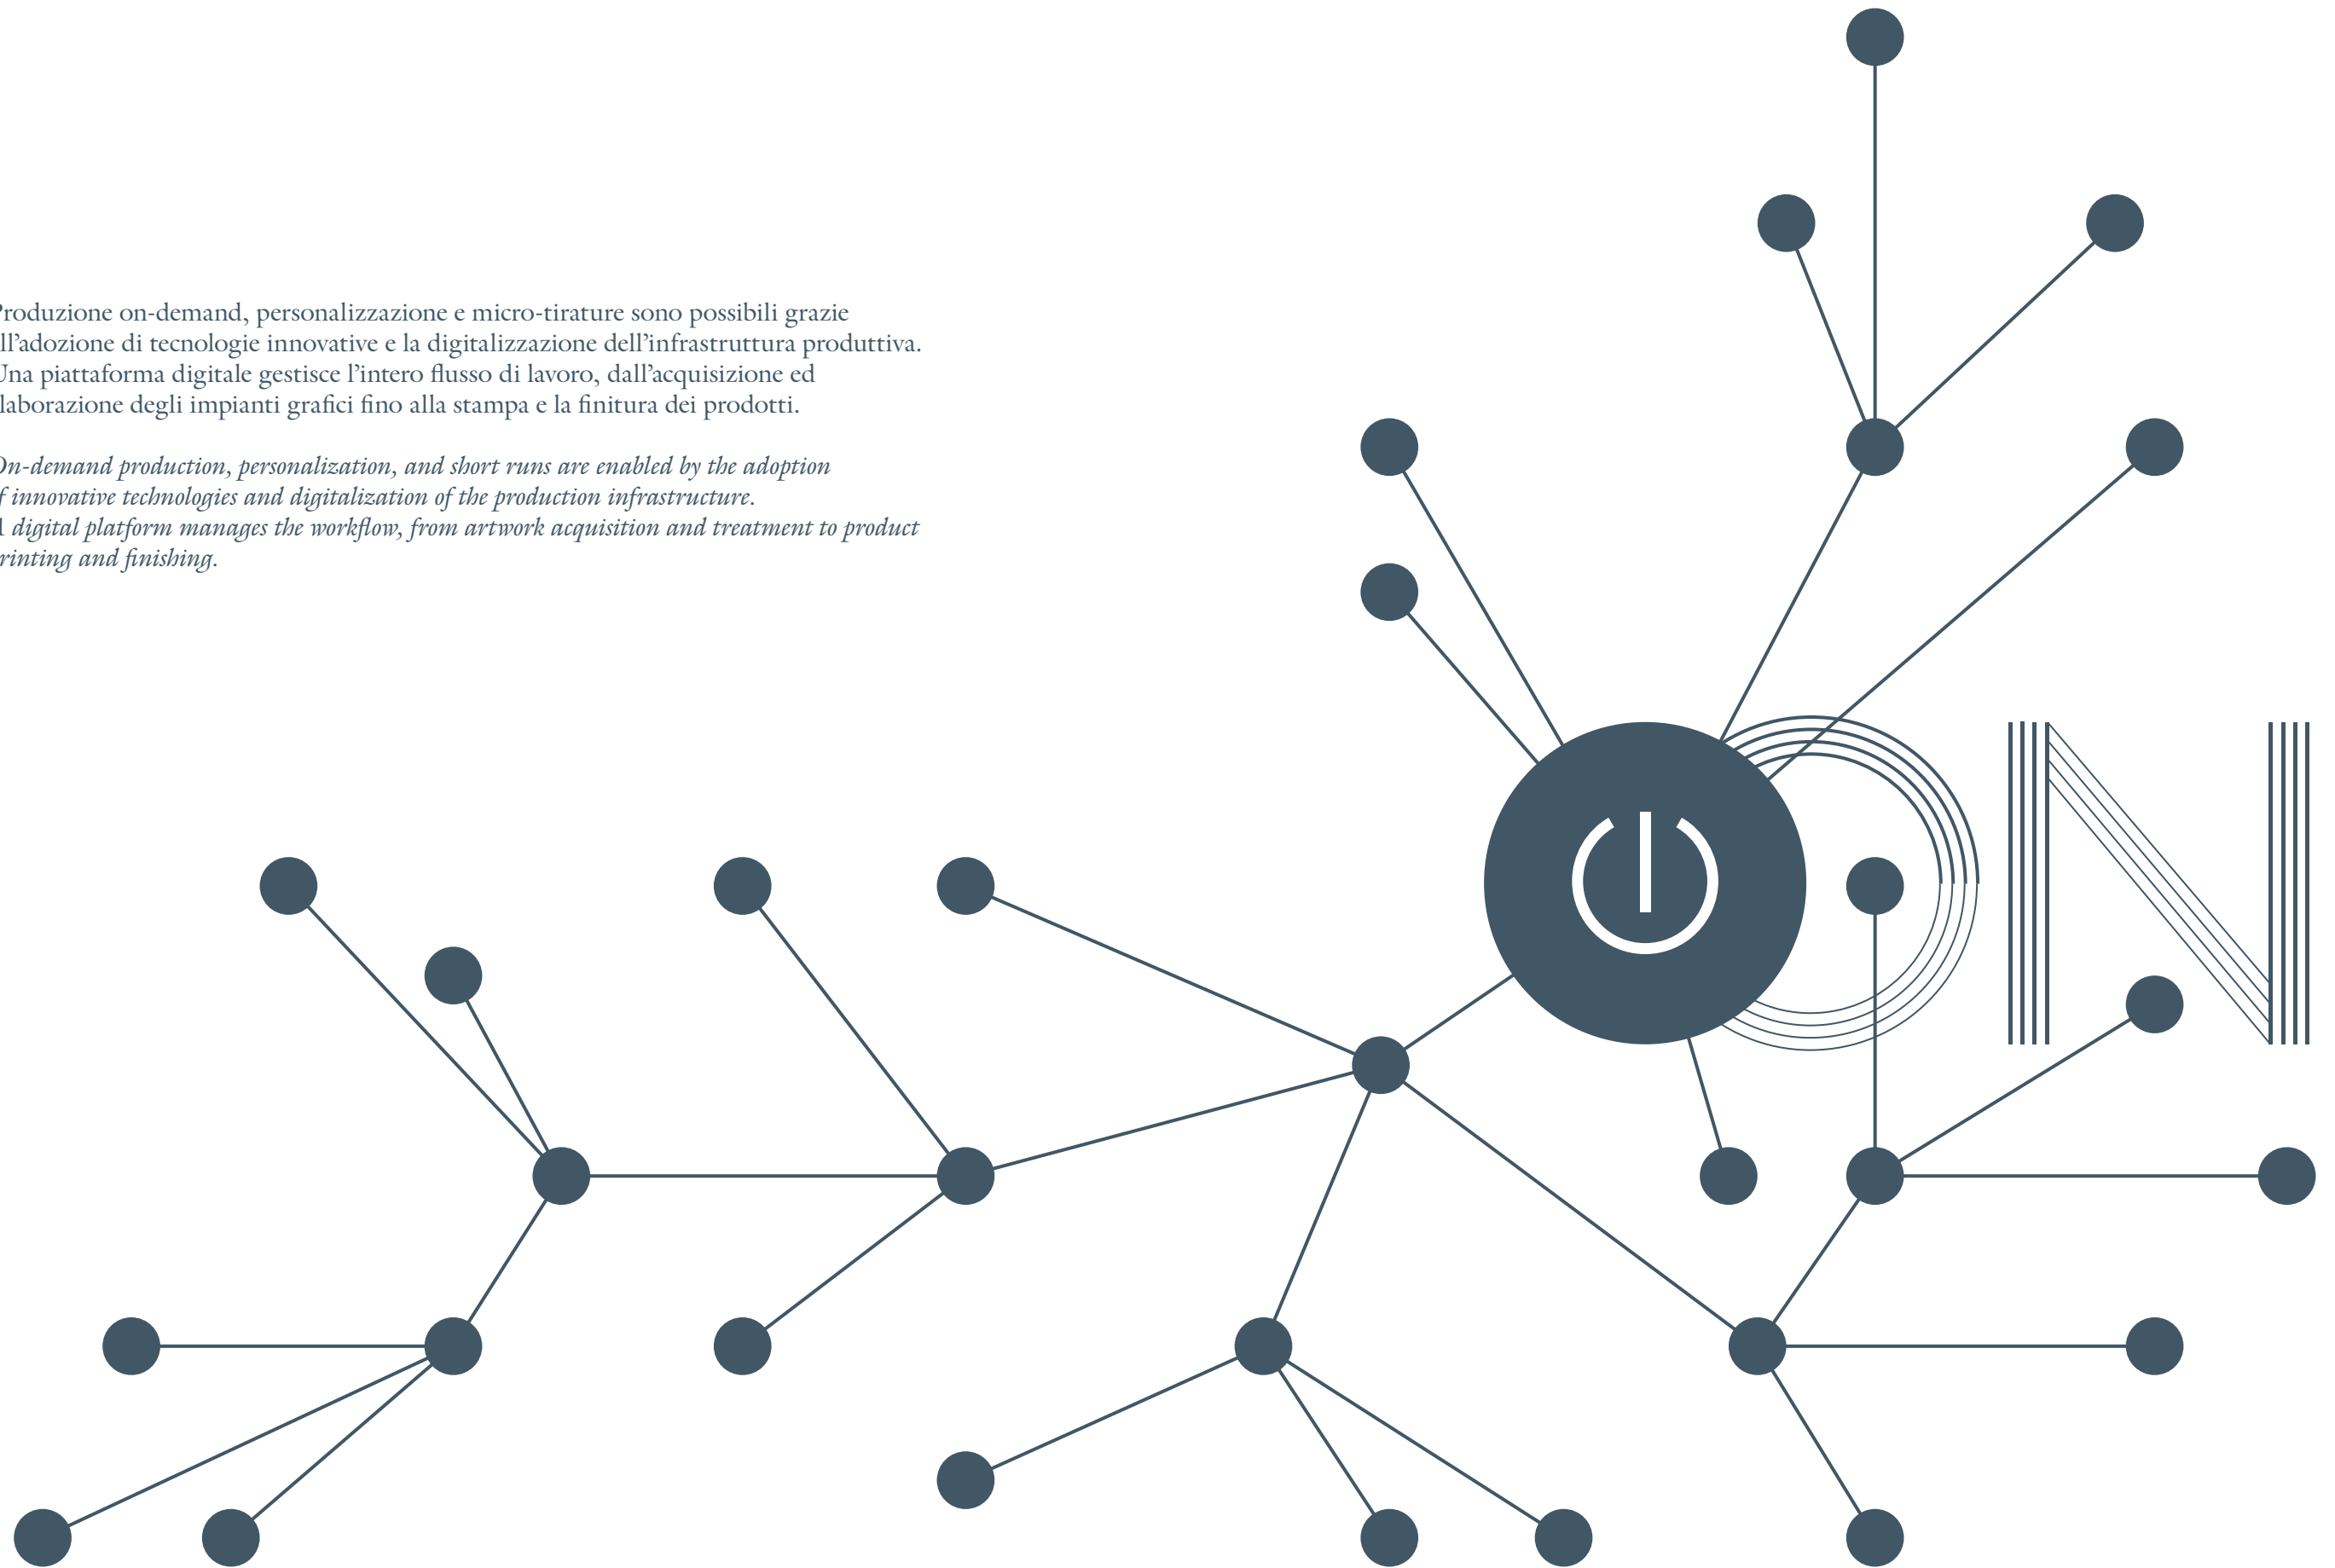 roduzione on-demand, personalizzazione e micro-tirature sono possibili grazie
ll’adozione di tecnologie innovative e la digitalizzazione dell’infrastruttura produttiva.
Una piattaforma digitale gestisce l’intero flusso di lavoro, dall’acquisizione ed
laborazione degli impianti grafici fino alla stampa e la finitura dei prodotti.
On-demand production, personalization, and short runs are enabled by the adoption
f innovative technologies and digitalization of the production infrastructure.
A digital platform manages the workflow, from artwork acquisition and treatment to product
rinting and finishing.
ON